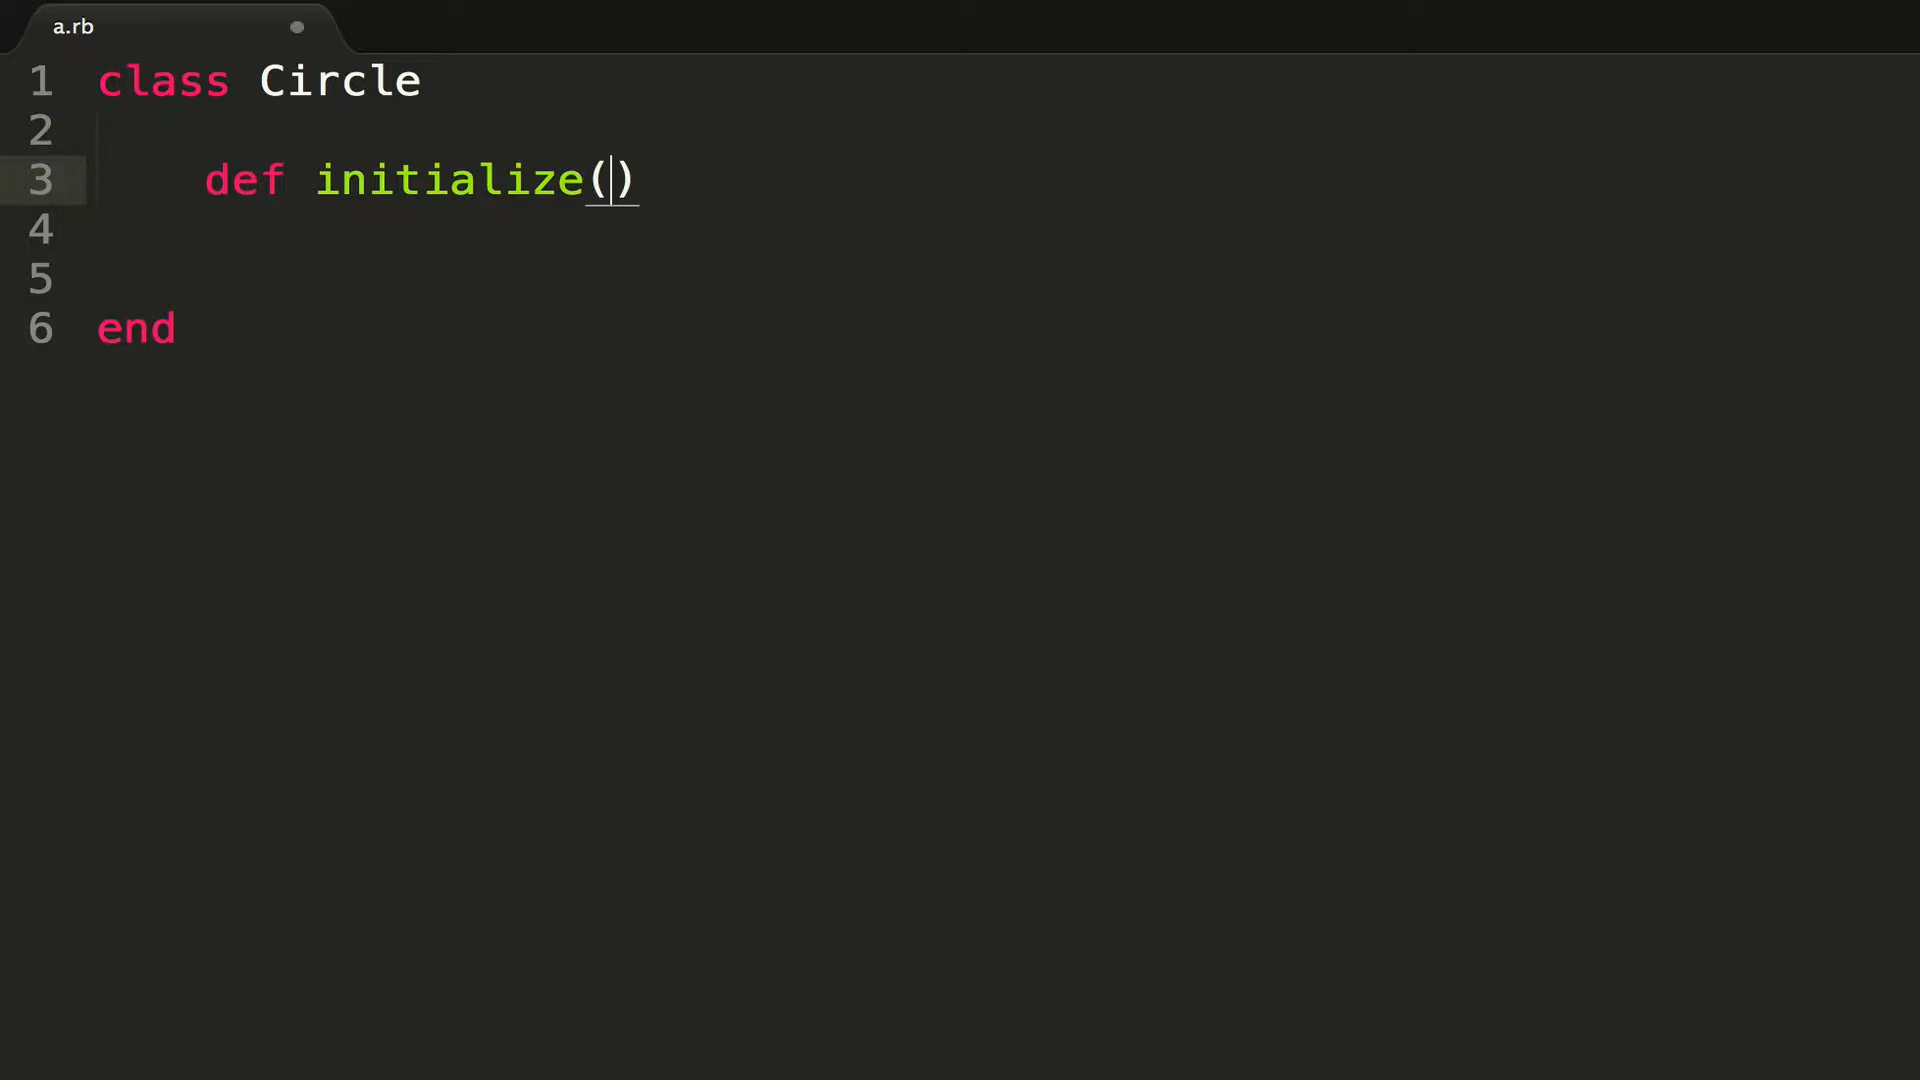 a.rb
1 class Circle
2
3     def initialize()
4
5
6 end